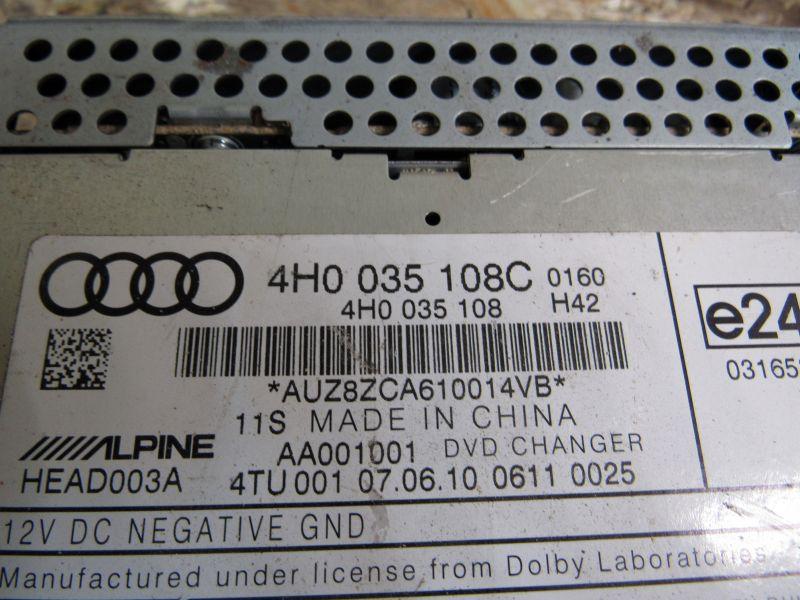 4H0 035 108C 0160
4H0 035 108 H42
*AUZ8ZCA610014VB*
11S MADE IN CHINA
ALPINE AA001001 DVD CHANGER
HEAD003A 4TU 001 07.06.10 0611 0025
12V DC NEGATIVE GND
Manufactured under license from Dolby Laboratories
e24
03165